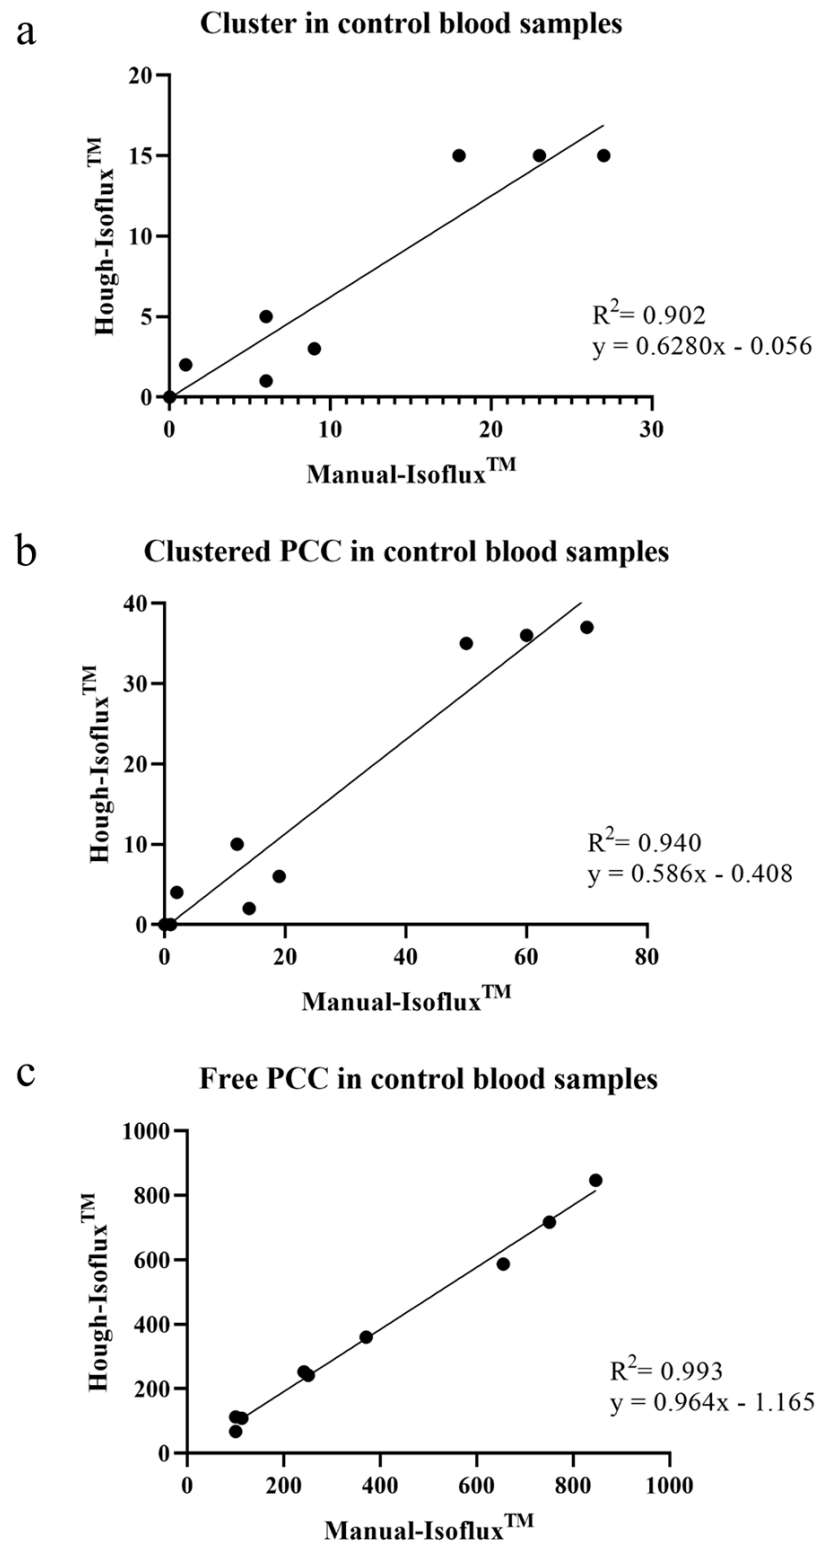 a
Cluster in control blood samples
20
15
10
5
0
Hough-Isoflux™
R²= 0.902
y = 0.6280x - 0.056
0 10 20 30
Manual-Isoflux™
b
Clustered PCC in control blood samples
40
30
20
10
0
Hough-Isoflux™
R²= 0.940
y = 0.586x - 0.408
0 20 40 60 80
Manual-Isoflux™
c
Free PCC in control blood samples
1000
800
600
400
200
0
Hough-Isoflux™
R²= 0.993
y = 0.964x - 1.165
0 200 400 600 800 1000
Manual-Isoflux™